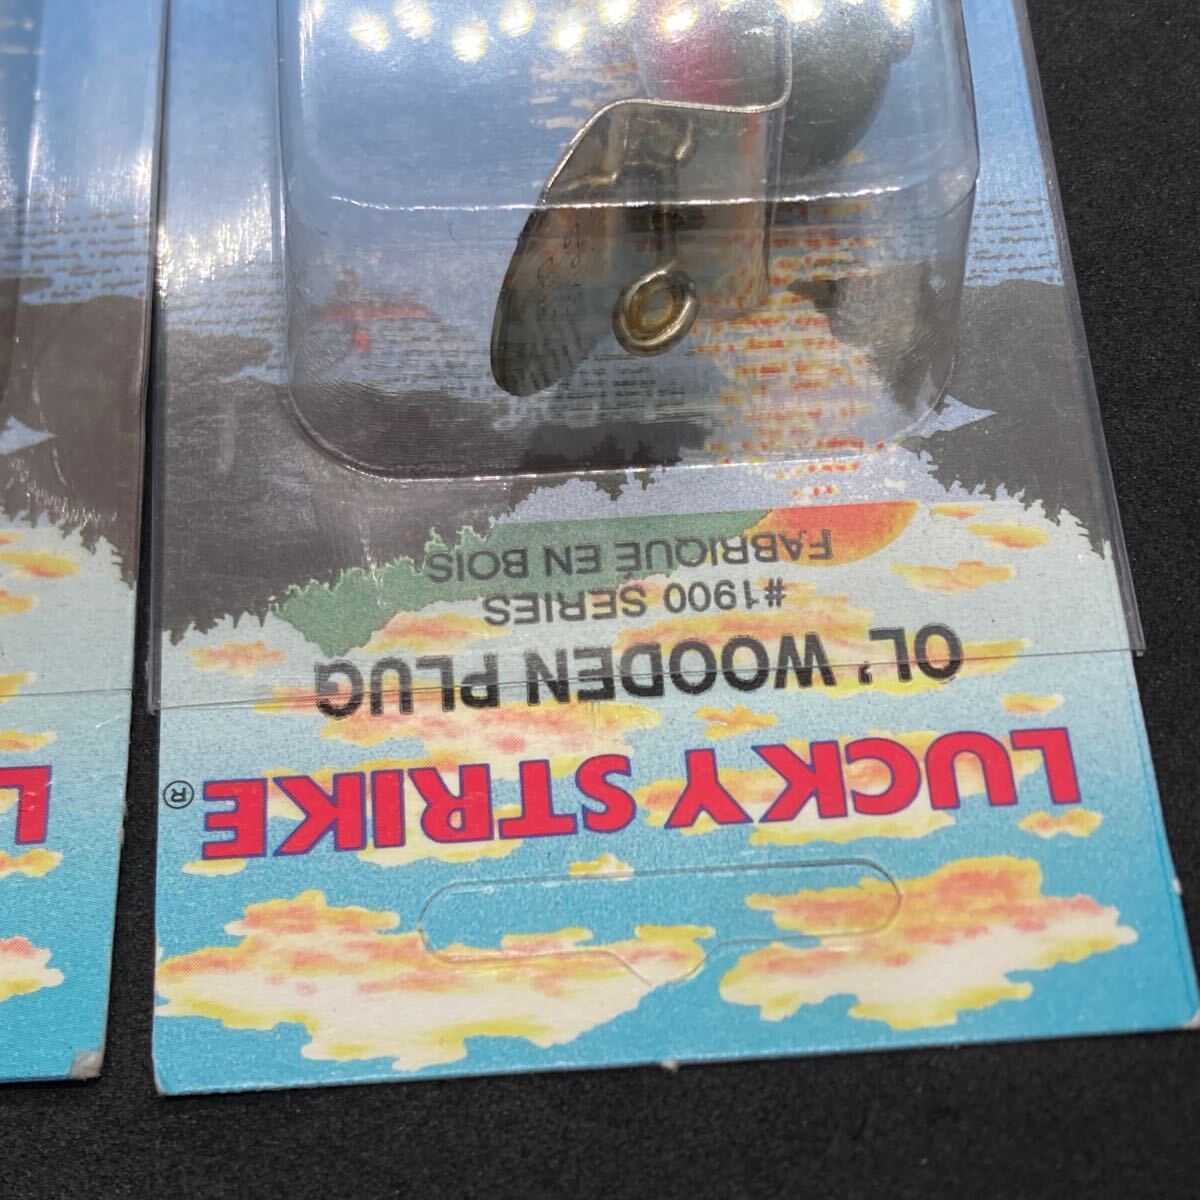 LUCKY STRIKE®
OL' WOODEN PLUG
#1900 SERIES
FABRIQUÉ EN BOIS
L